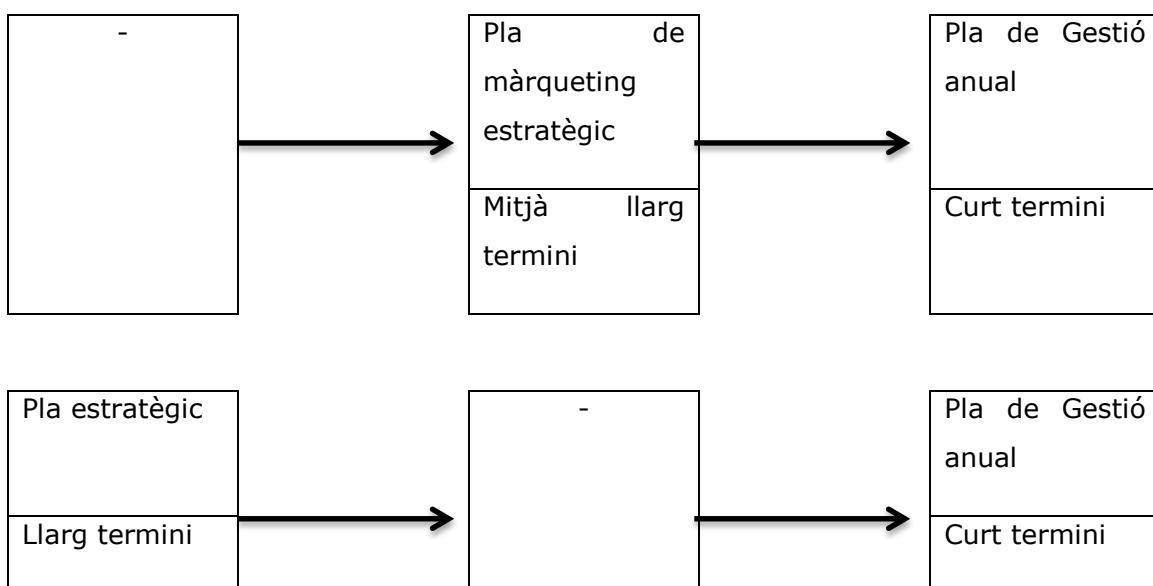 -
Pla de
màrqueting
estratègic
Mitjà llarg
termini
Pla de Gestió
anual
Curt termini
Pla estratègic
Llarg termini
-
Pla de Gestió
anual
Curt termini